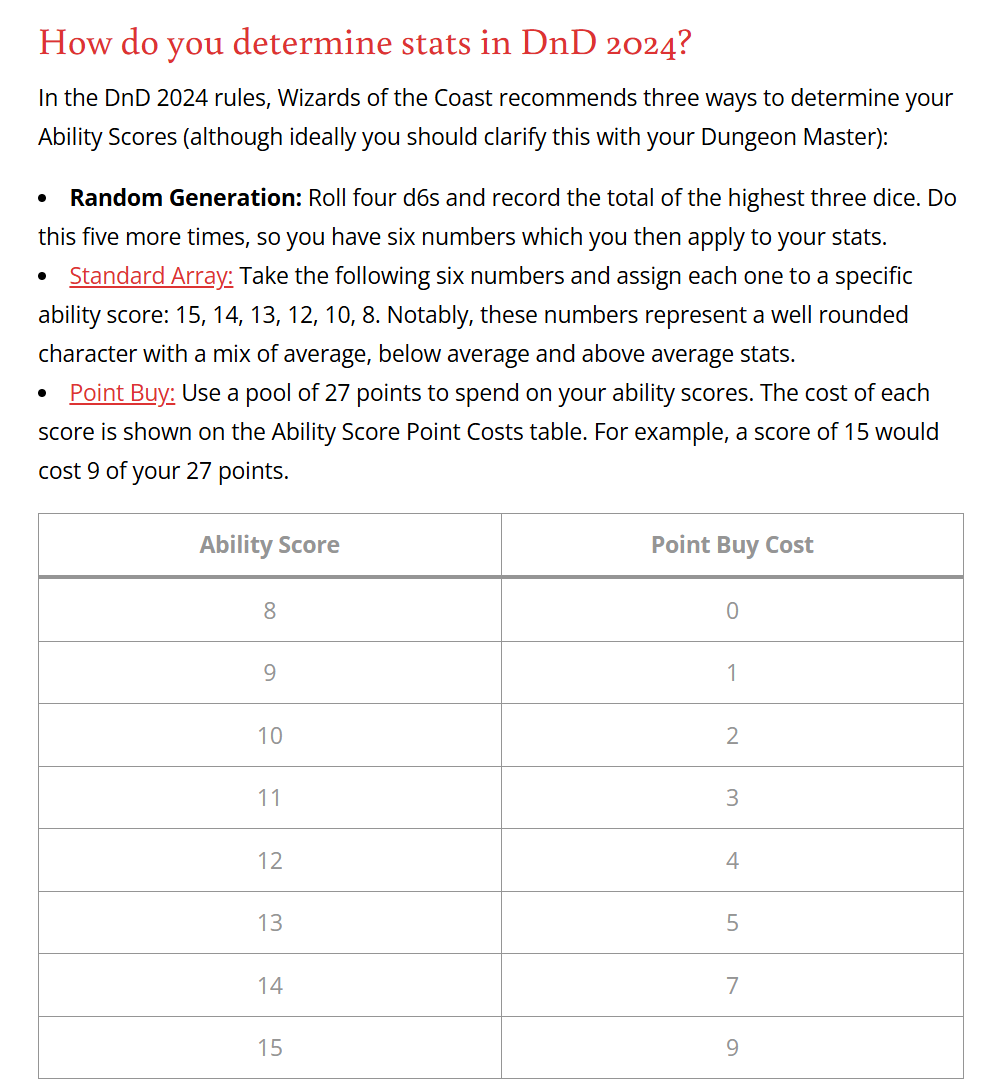 How do you determine stats in DnD 2024?
In the DnD 2024 rules, Wizards of the Coast recommends three ways to determine your
Ability Scores (although ideally you should clarify this with your Dungeon Master):
• Random Generation: Roll four d6s and record the total of the highest three dice. Do
this five more times, so you have six numbers which you then apply to your stats.
• Standard Array: Take the following six numbers and assign each one to a specific
ability score: 15, 14, 13, 12, 10, 8. Notably, these numbers represent a well rounded
character with a mix of average, below average and above average stats.
• Point Buy: Use a pool of 27 points to spend on your ability scores. The cost of each
score is shown on the Ability Score Point Costs table. For example, a score of 15 would
cost 9 of your 27 points.
Ability Score Point Buy Cost
8 0
9 1
10 2
11 3
12 4
13 5
14 7
15 9